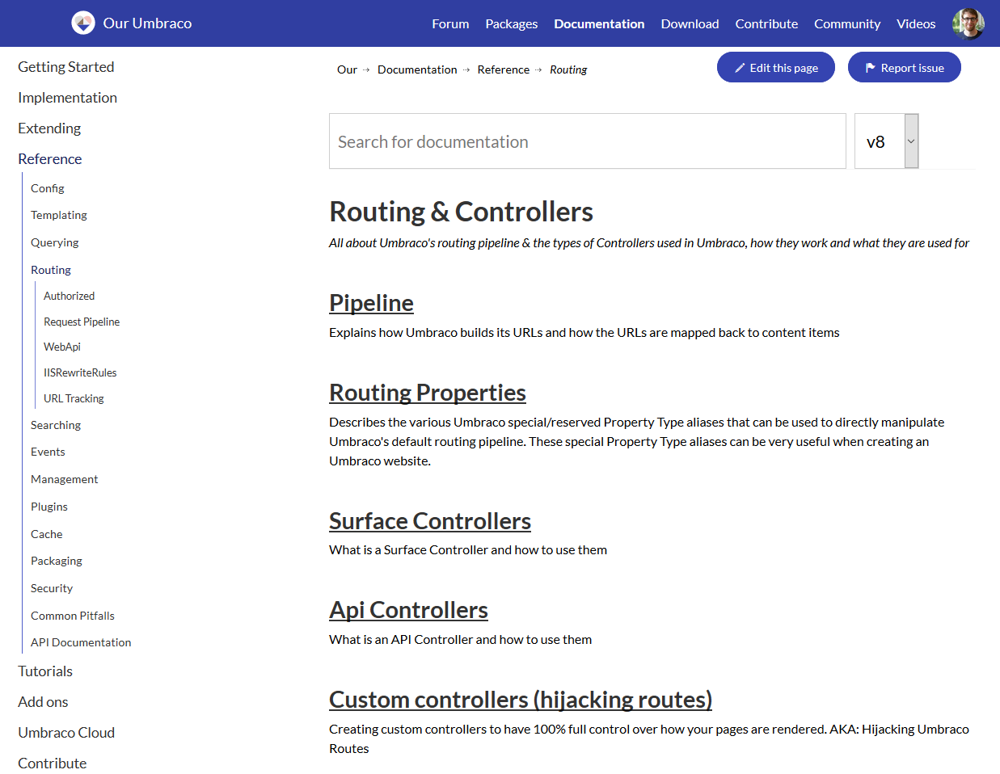 Our Umbraco
Forum Packages Documentation Download Contribute Community Videos
Getting Started
Implementation
Extending
Reference
Config
Templating
Querying
Routing
Authorized
Request Pipeline
WebApi
IISRewriteRules
URL Tracking
Searching
Events
Management
Plugins
Cache
Packaging
Security
Common Pitfalls
API Documentation
Tutorials
Add ons
Umbraco Cloud
Contribute
Our → Documentation → Reference → Routing
Edit this page
Report issue
Search for documentation
v8
Routing & Controllers
All about Umbraco's routing pipeline & the types of Controllers used in Umbraco, how they work and what they are used for
Pipeline
Explains how Umbraco builds its URLs and how the URLs are mapped back to content items
Routing Properties
Describes the various Umbraco special/reserved Property Type aliases that can be used to directly manipulate
Umbraco's default routing pipeline. These special Property Type aliases can be very useful when creating an
Umbraco website.
Surface Controllers
What is a Surface Controller and how to use them
Api Controllers
What is an API Controller and how to use them
Custom controllers (hijacking routes)
Creating custom controllers to have 100% full control over how your pages are rendered. AKA: Hijacking Umbraco
Routes